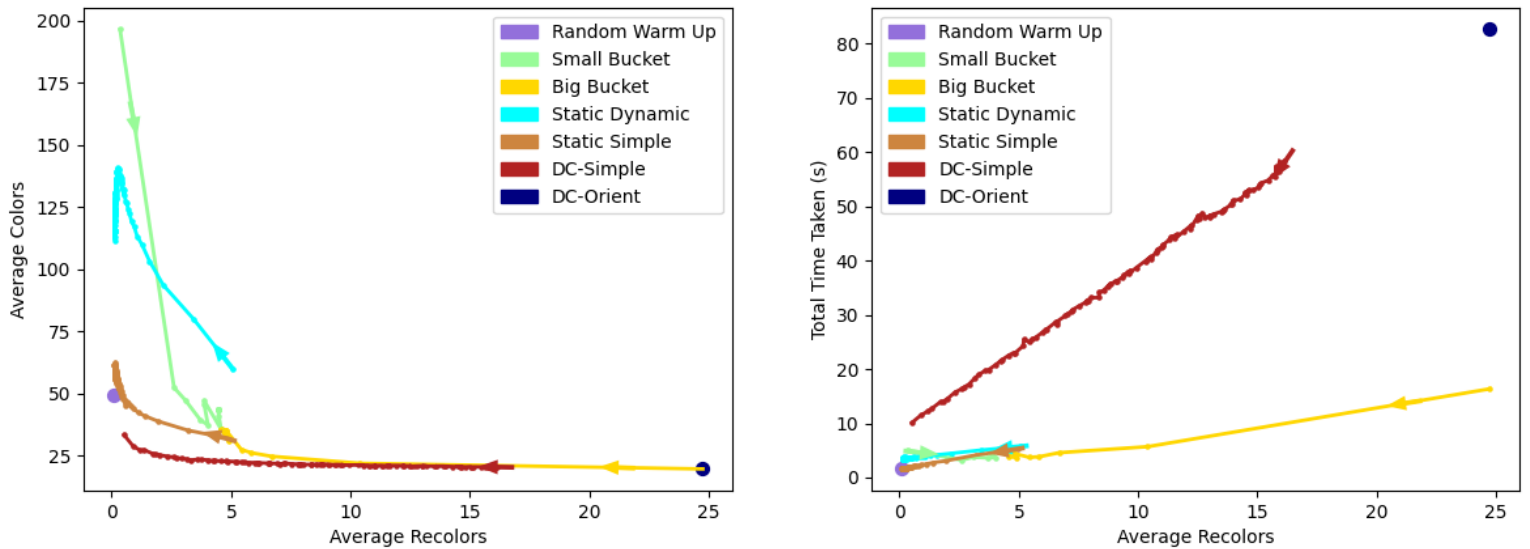 200
175
150
125
100
75
50
25
Average Colors
0
5
10
15
20
25
Average Recolors
Random Warm Up
Small Bucket
Big Bucket
Static Dynamic
Static Simple
DC-Simple
DC-Orient
80
70
60
50
40
30
20
10
0
Total Time Taken (s)
0
5
10
15
20
25
Average Recolors
Random Warm Up
Small Bucket
Big Bucket
Static Dynamic
Static Simple
DC-Simple
DC-Orient